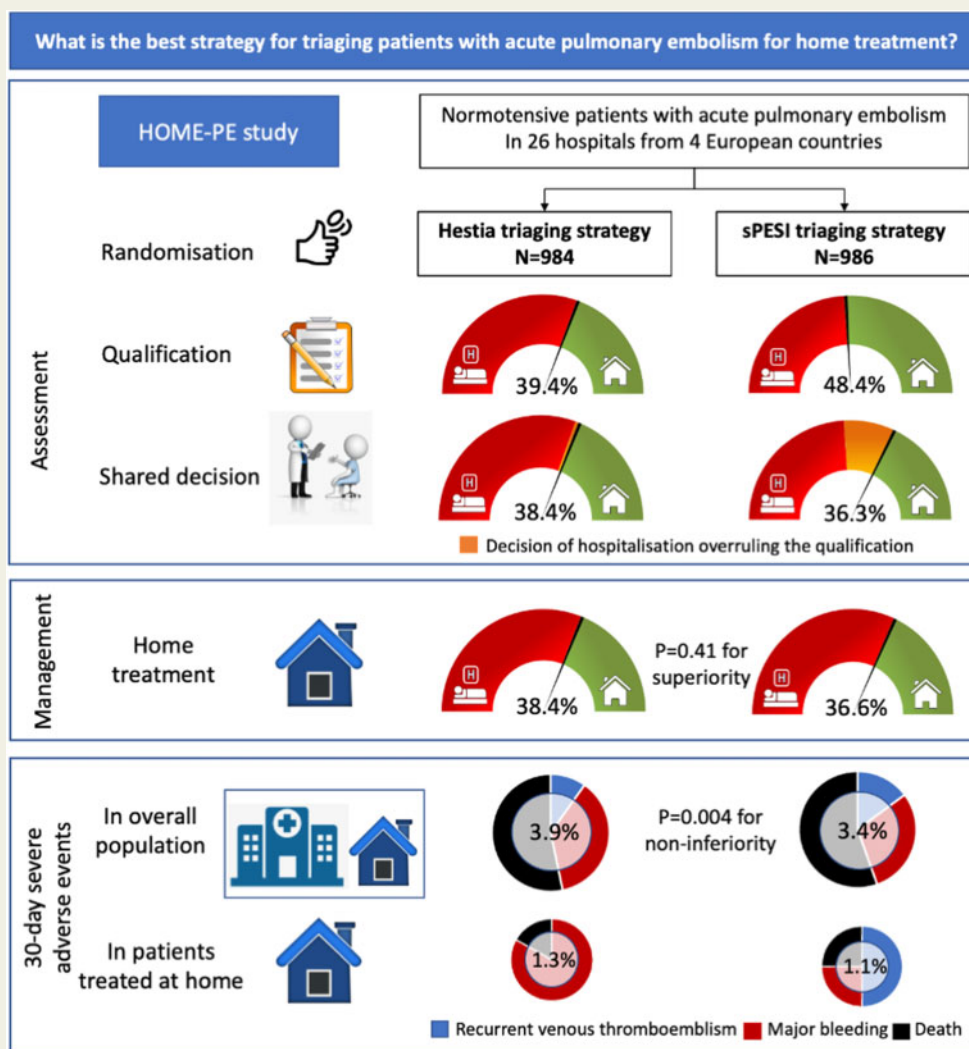 What is the best strategy for triaging patients with acute pulmonary embolism for home treatment?
HOME-PE study
Normotensive patients with acute pulmonary embolism
In 26 hospitals from 4 European countries
Randomisation
Hestia triaging strategy
N=984
sPESI triaging strategy
N=986
Assessment
Qualification
H
39.4%
H
48.4%
Shared decision
H
38.4%
H
36.3%
Decision of hospitalisation overruling the qualification
Management
Home
treatment
H
38.4%
P=0.41 for
superiority
H
36.6%
30-day severe
adverse events
In overall
population
3.9%
P=0.004 for
non-inferiority
3.4%
In patients
treated at home
1.3%
1.1%
Recurrent venous thromboemblism Major bleeding Death